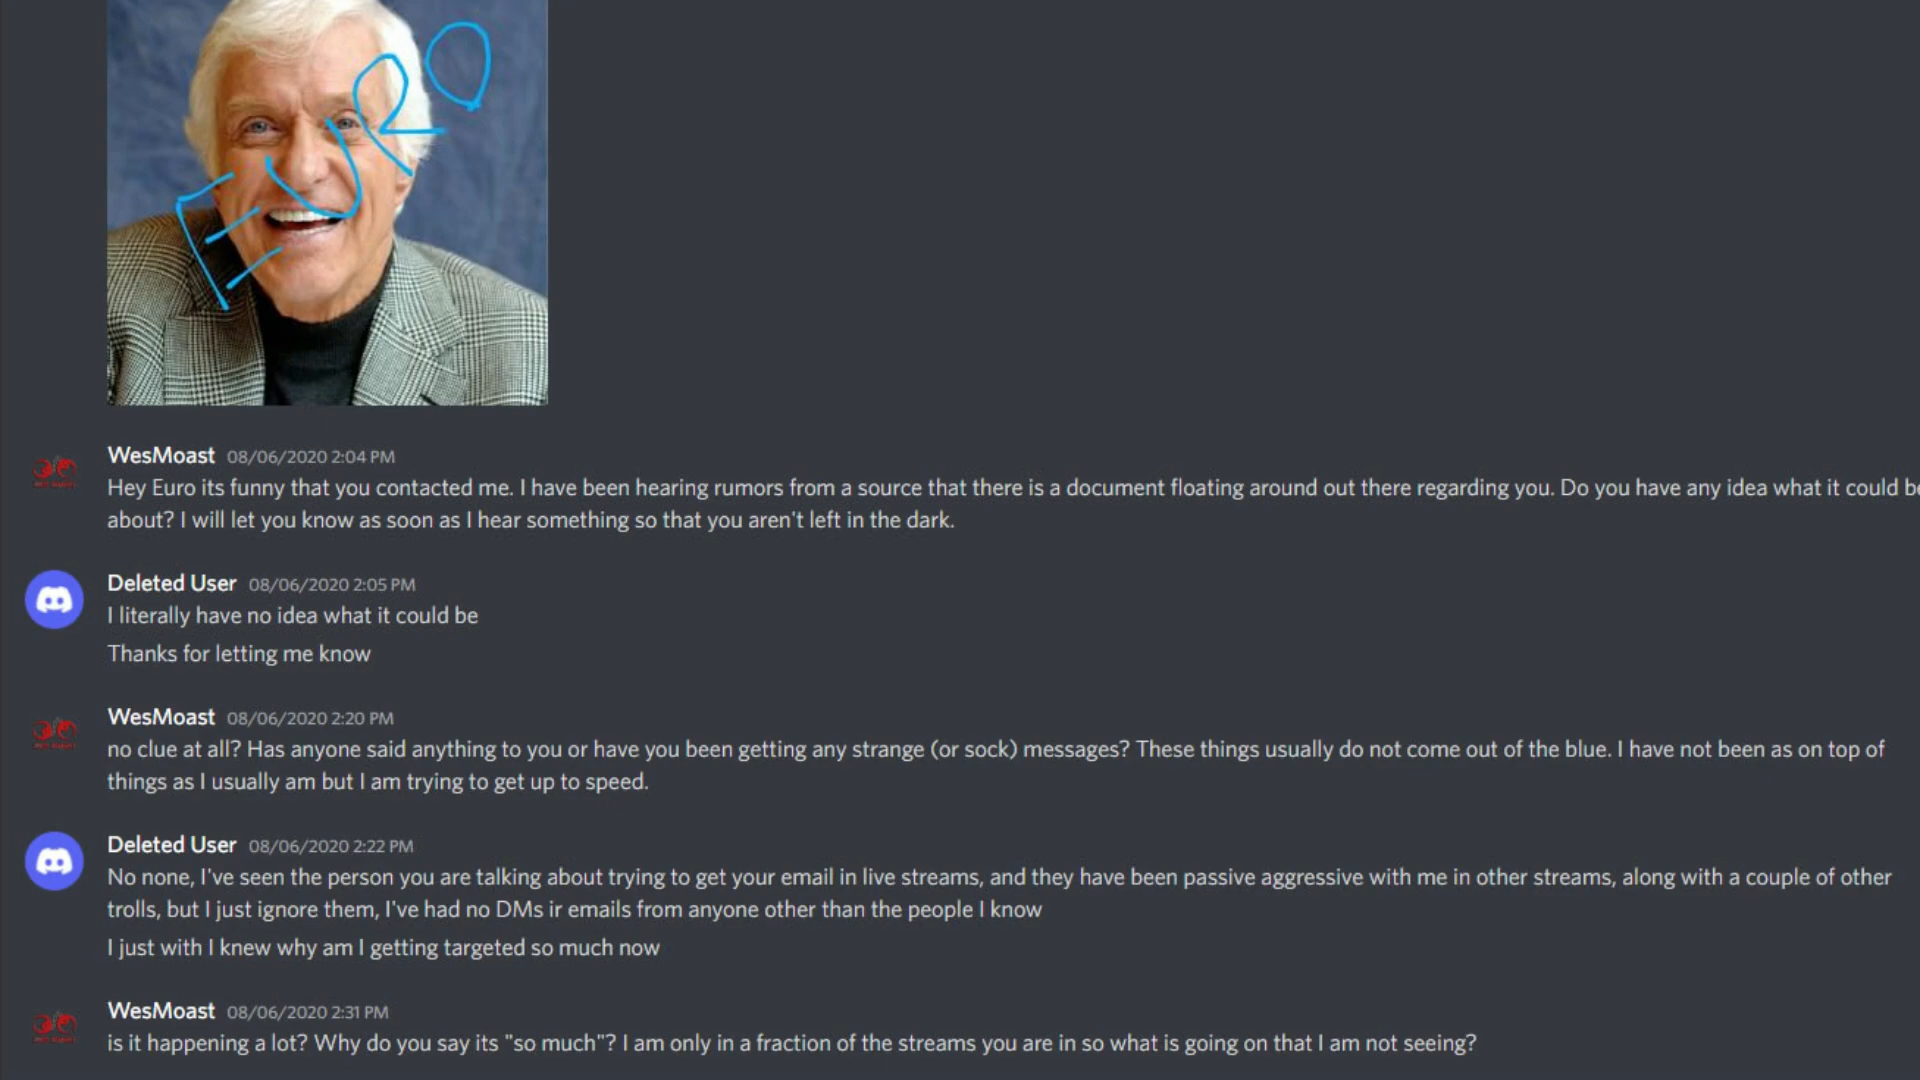 EURO
WesMoast 08/06/2020 2:04 PM
Hey Euro its funny that you contacted me. I have been hearing rumors from a source that there is a document floating around out there regarding you. Do you have any idea what it could be
about? I will let you know as soon as I hear something so that you aren't left in the dark.
Deleted User 08/06/2020 2:05 PM
I literally have no idea what it could be
Thanks for letting me know
WesMoast 08/06/2020 2:20 PM
no clue at all? Has anyone said anything to you or have you been getting any strange (or sock) messages? These things usually do not come out of the blue. I have not been as on top of
things as I usually am but I am trying to get up to speed.
Deleted User 08/06/2020 2:22 PM
No none, I've seen the person you are talking about trying to get your email in live streams, and they have been passive aggressive with me in other streams, along with a couple of other
trolls, but I just ignore them, I've had no DMs ir emails from anyone other than the people I know
I just with I knew why am I getting targeted so much now
WesMoast 08/06/2020 2:31 PM
is it happening a lot? Why do you say its "so much"? I am only in a fraction of the streams you are in so what is going on that I am not seeing?